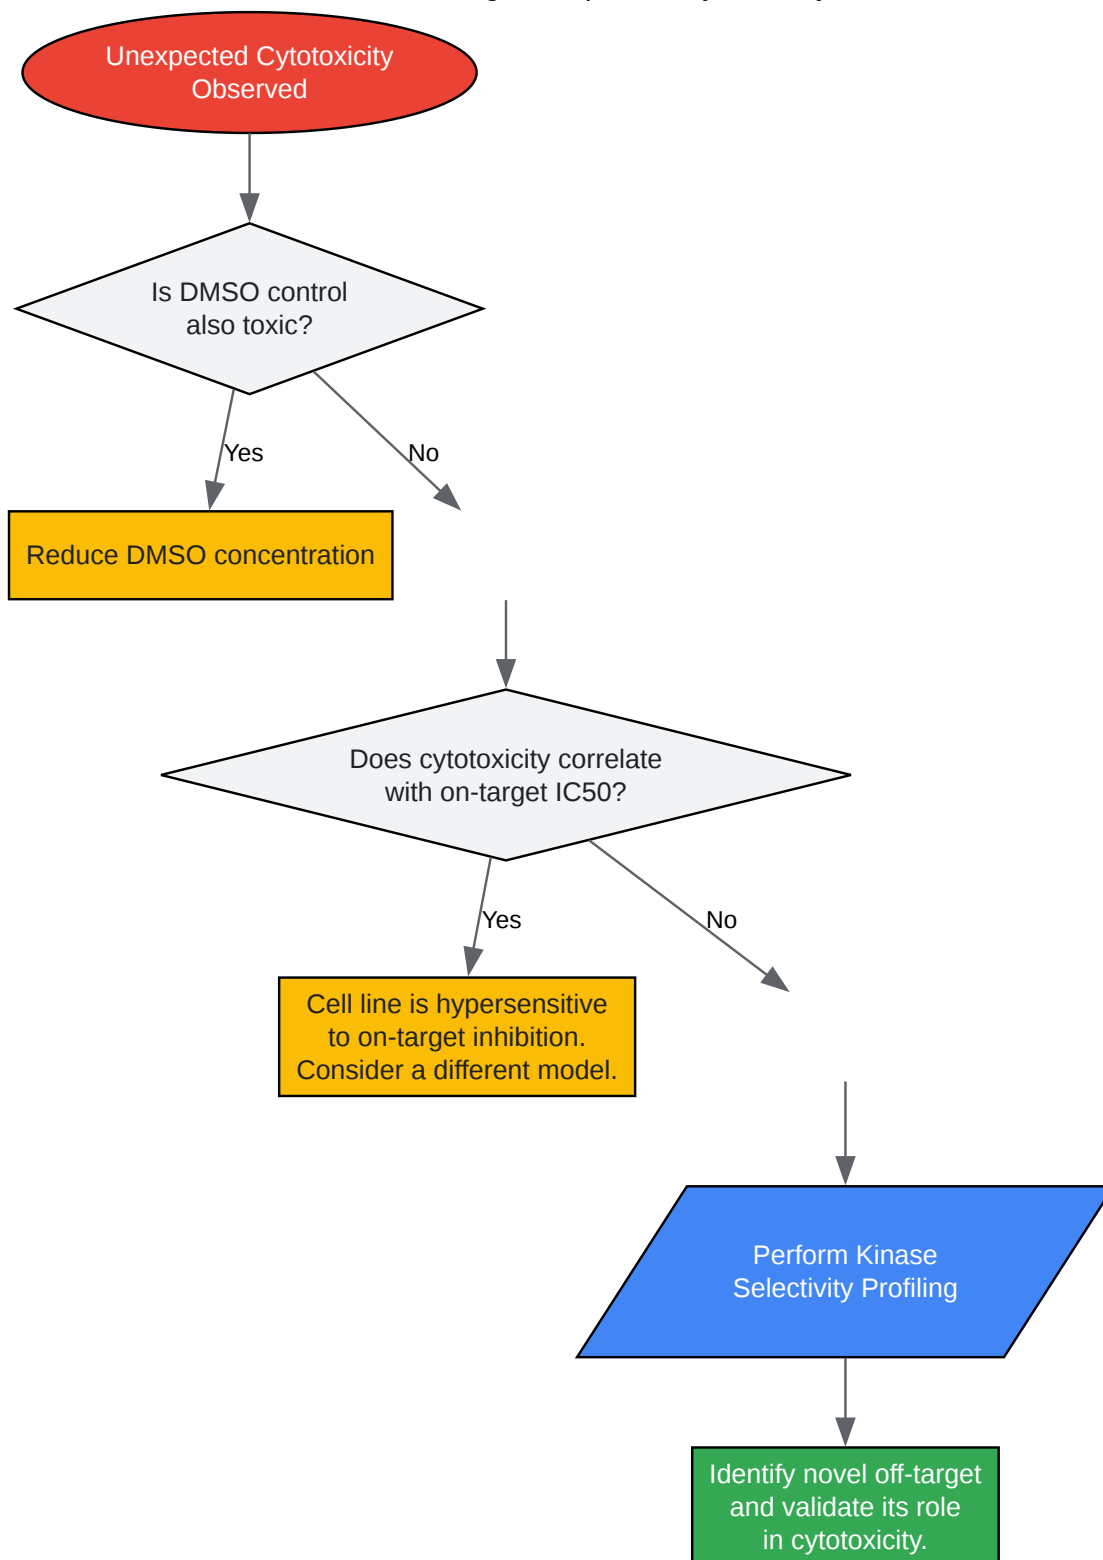 Unexpected Cytotoxicity
Observed
Is DMSO control
also toxic?
Yes
No
Reduce DMSO concentration
Does cytotoxicity correlate
with on-target IC50?
Yes
No
Cell line is hypersensitive
to on-target inhibition.
Consider a different model.
Perform Kinase
Selectivity Profiling
Identify novel off-target
and validate its role
in cytotoxicity.